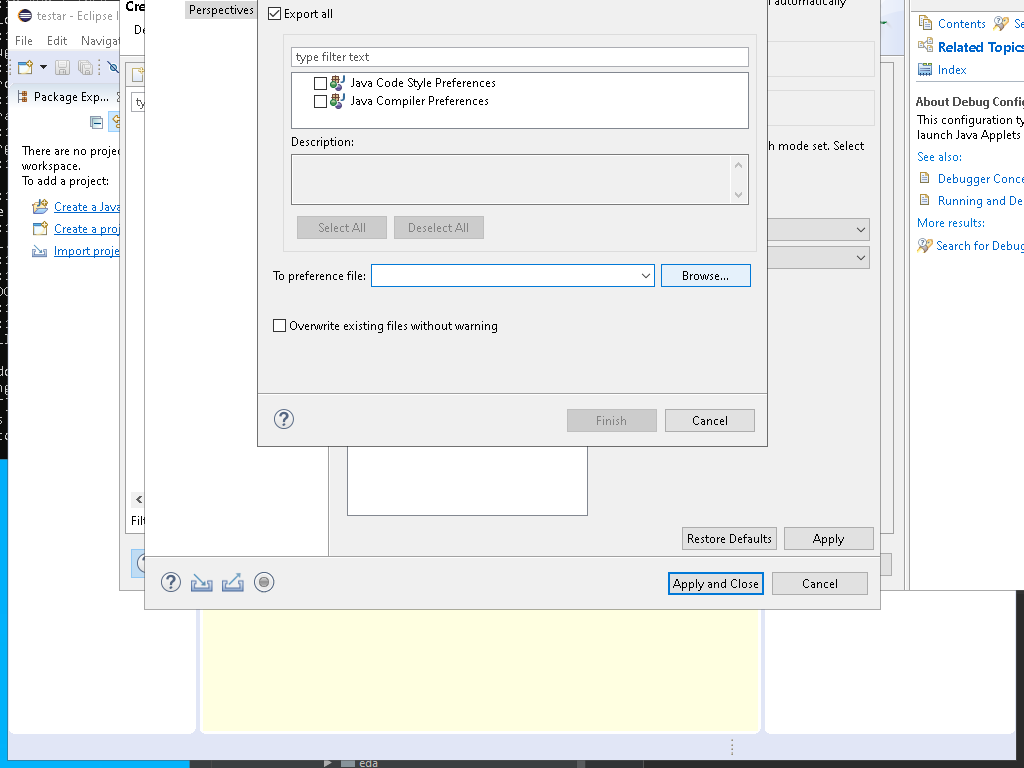 testar - Eclipse I
File Edit Navigat
Package Exp...
There are no proje
workspace.
To add a project:
Create a Java
Create a proj
Import proje
Cre
De
ty
Filt
Perspectives
Export all
type filter text
Java Code Style Preferences
Java Compiler Preferences
Description:
Select All
Deselect All
To preference file:
Browse...
Overwrite existing files without warning
Finish
Cancel
automatically
h mode set. Select
Restore Defaults
Apply
Apply and Close
Cancel
Contents
Se
Related Topics
Index
About Debug Config
This configuration ty
launch Java Applets
See also:
Debugger Conce
Running and De
More results:
Search for Debug
eda